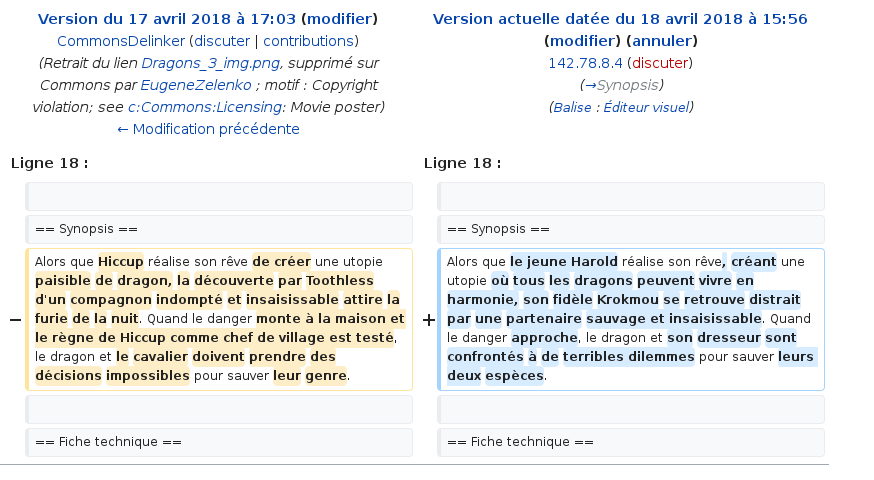 Version du 17 avril 2018 à 17:03 (modifier)
CommonsDelinker (discuter | contributions)
(Retrait du lien Dragons_3_img.png, supprimé sur
Commons par EugeneZelenko ; motif : Copyright
violation; see c:Commons:Licensing: Movie poster)
← Modification précédente
Version actuelle datée du 18 avril 2018 à 15:56
(modifier) (annuler)
142.78.8.4 (discuter)
(→Synopsis)
(Balise : Éditeur visuel)
Ligne 18 :
Ligne 18 :
== Synopsis ==
== Synopsis ==
−
Alors que Hiccup réalise son rêve de créer une utopie
paisible de dragon, la découverte par Toothless
d'un compagnon indompté et insaisissable attire la
furie de la nuit. Quand le danger monte à la maison et
le règne de Hiccup comme chef de village est testé,
le dragon et le cavalier doivent prendre des
décisions impossibles pour sauver leur genre.
+
Alors que le jeune Harold réalise son rêve, créant une
utopie où tous les dragons peuvent vivre en
harmonie, son fidèle Krokmou se retrouve distrait
par une partenaire sauvage et insaisissable. Quand
le danger approche, le dragon et son dresseur sont
confrontés à de terribles dilemmes pour sauver leurs
deux espèces.
== Fiche technique ==
== Fiche technique ==